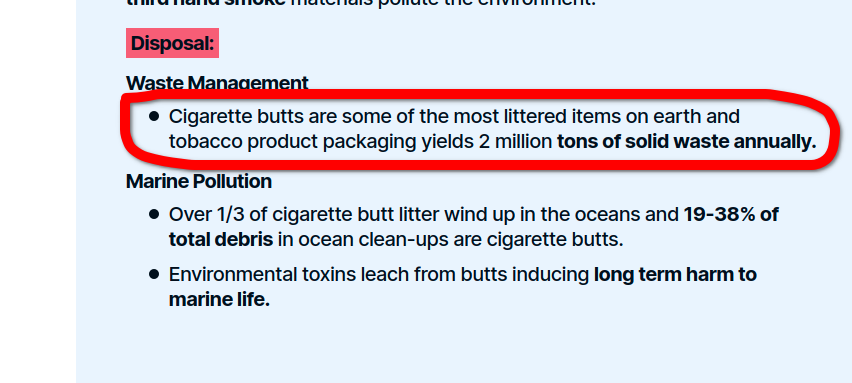 third hand smoke materials pollute the environment.
Disposal:
Waste Management
Cigarette butts are some of the most littered items on earth and
tobacco product packaging yields 2 million tons of solid waste annually.
Marine Pollution
Over 1/3 of cigarette butt litter wind up in the oceans and 19-38% of
total debris in ocean clean-ups are cigarette butts.
Environmental toxins leach from butts inducing long term harm to
marine life.